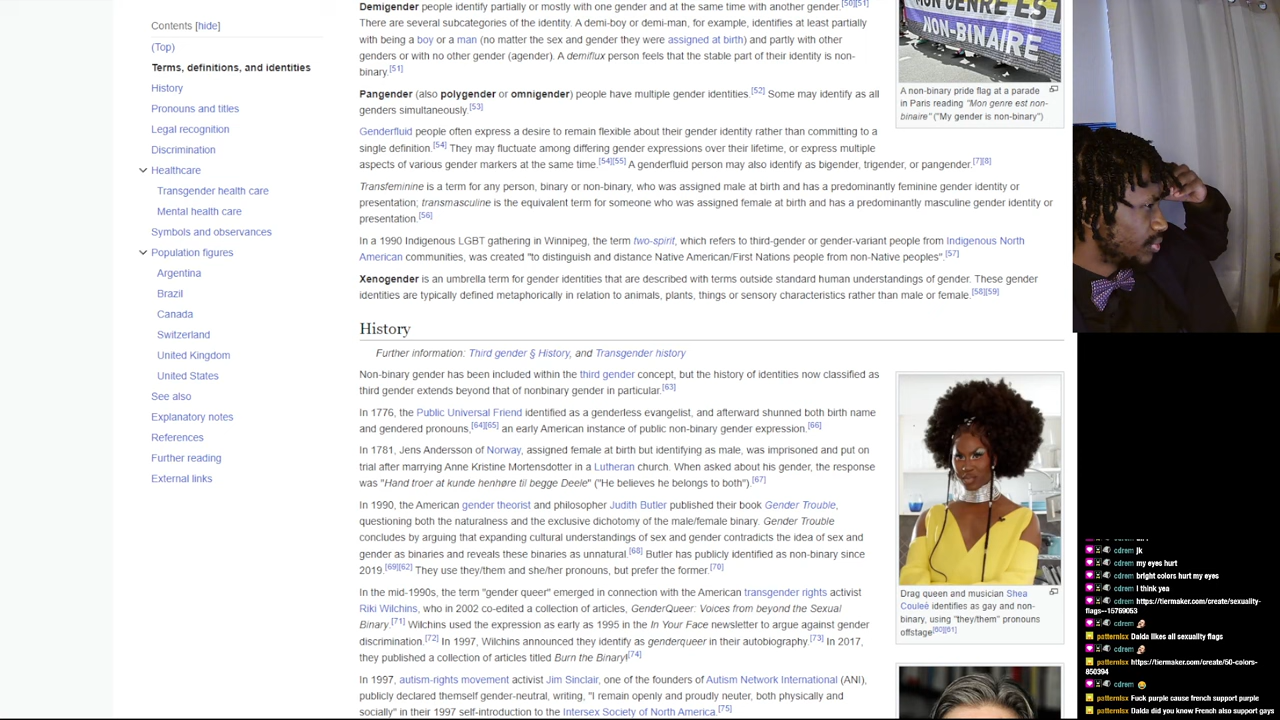 Contents [hide]
(Top)
Terms, definitions, and identities
History
Pronouns and titles
Legal recognition
Discrimination
Healthcare
Transgender health care
Mental health care
Symbols and observances
Population figures
Argentina
Brazil
Canada
Switzerland
United Kingdom
United States
See also
Explanatory notes
References
Further reading
External links
Demigender people identify partially or mostly with one gender and at the same time with another gender.[50][51]
There are several subcategories of the identity. A demi-boy or demi-man, for example, identifies at least partially
with being a boy or a man (no matter the sex and gender they were assigned at birth) and partly with other
genders or with no other gender (agender). A demiflux person feels that the stable part of their identity is non-
binary.[51]
Pangender (also polygender or omnigender) people have multiple gender identities.[52] Some may identify as all
genders simultaneously.[53]
Genderfluid people often express a desire to remain flexible about their gender identity rather than committing to a
single definition.[54] They may fluctuate among differing gender expressions over their lifetime, or express multiple
aspects of various gender markers at the same time.[54][55] A genderfluid person may also identify as bigender, trigender, or pangender.[7][8]
Transfeminine is a term for any person, binary or non-binary, who was assigned male at birth and has a predominantly feminine gender identity or
presentation; transmasculine is the equivalent term for someone who was assigned female at birth and has a predominantly masculine gender identity or
presentation.[56]
In a 1990 Indigenous LGBT gathering in Winnipeg, the term two-spirit, which refers to third-gender or gender-variant people from Indigenous North
American communities, was created "to distinguish and distance Native American/First Nations people from non-Native peoples".[57]
Xenogender is an umbrella term for gender identities that are described with terms outside standard human understandings of gender. These gender
identities are typically defined metaphorically in relation to animals, plants, things or sensory characteristics rather than male or female.[58][59]
History
Further information: Third gender § History, and Transgender history
Non-binary gender has been included within the third gender concept, but the history of identities now classified as
third gender extends beyond that of nonbinary gender in particular.[63]
In 1776, the Public Universal Friend identified as a genderless evangelist, and afterward shunned both birth name
and gendered pronouns,[64][65] an early American instance of public non-binary gender expression.[66]
In 1781, Jens Andersson of Norway, assigned female at birth but identifying as male, was imprisoned and put on
trial after marrying Anne Kristine Mortensdotter in a Lutheran church. When asked about his gender, the response
was "Hand troer at kunde henhøre til begge Deele" ("He believes he belongs to both").[67]
In 1990, the American gender theorist and philosopher Judith Butler published their book Gender Trouble,
questioning both the naturalness and the exclusive dichotomy of the male/female binary. Gender Trouble
concludes by arguing that expanding cultural understandings of sex and gender contradicts the idea of sex and
gender as binaries and reveals these binaries as unnatural.[68] Butler has publicly identified as non-binary since
2019.[69][62] They use they/them and she/her pronouns, but prefer the former.[70]
In the mid-1990s, the term "gender queer" emerged in connection with the American transgender rights activist
Riki Wilchins, who in 2002 co-edited a collection of articles, GenderQueer: Voices from beyond the Sexual
Binary.[71] Wilchins used the expression as early as 1995 in the In Your Face newsletter to argue against gender
discrimination.[72] In 1997, Wilchins announced they identify as genderqueer in their autobiography.[73] In 2017,
they published a collection of articles titled Burn the Binary![74]
In 1997, autism-rights movement activist Jim Sinclair, one of the founders of Autism Network International (ANI),
publicly declared themself gender-neutral, writing, "I remain openly and proudly neuter, both physically and
socially" in their 1997 self-introduction to the Intersex Society of North America.[75]
MON GENRE EST
NON-BINAIRE
A non-binary pride flag at a parade
in Paris reading "Mon genre est non-
binaire" ("My gender is non-binary")
Drag queen and musician Shea
Couleé identifies as gay and non-
binary, using "they/them" pronouns
offstage[60][61]
cdrem
cdrem jk
cdrem my eyes hurt
cdrem bright colors hurt my eyes
cdrem I think yea
cdrem https://tiermaker.com/create/sexuality-
flags--15769053
cdrem
patternlsx Dalda likes all sexuality flags
cdrem
patternlsx https://tiermaker.com/create/50-colors-
850394
cdrem
patternlsx Fuck purple cause french support purple
patternlsx Dalda did you know French also support gays